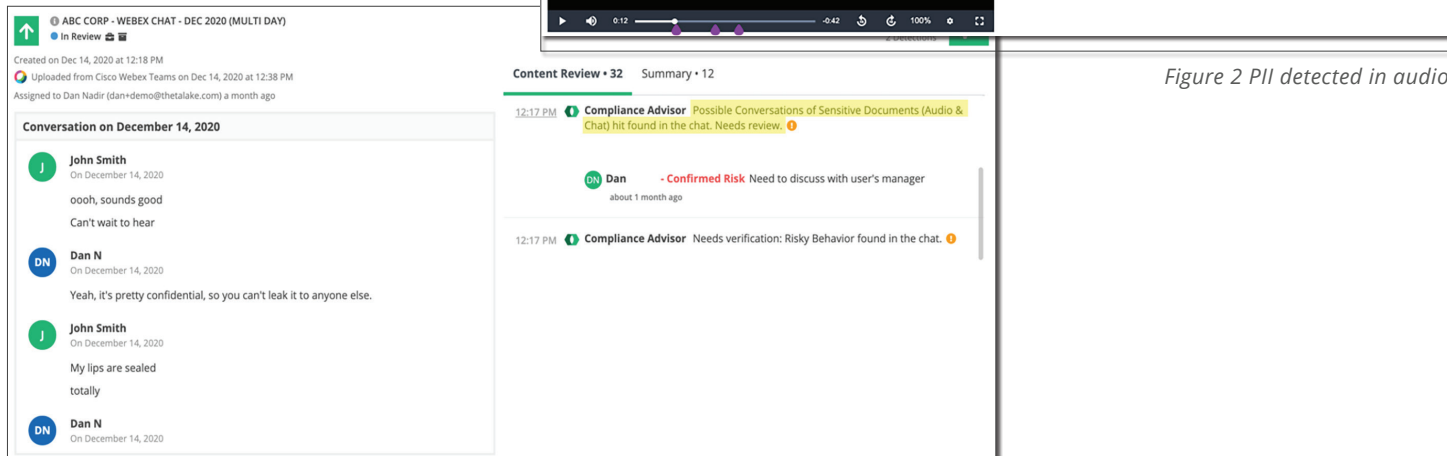 ABC CORP - WEBEX CHAT - DEC 2020 (MULTI DAY)
In Review
Created on Dec 14, 2020 at 12:18 PM
Uploaded from Cisco Webex Teams on Dec 14, 2020 at 12:38 PM
Assigned to Dan Nadir (dan+demo@thetalake.com) a month ago
Conversation on December 14, 2020
J
John Smith
On December 14, 2020
oooh, sounds good
Can't wait to hear
DN
Dan N
On December 14, 2020
Yeah, it's pretty confidential, so you can't leak it to anyone else.
J
John Smith
On December 14, 2020
My lips are sealed
totally
DN
Dan N
On December 14, 2020
0:12
-0:42
100%
2 Detections
Content Review • 32 Summary • 12
12:17 PM Compliance Advisor Possible Conversations of Sensitive Documents (Audio &
Chat) hit found in the chat. Needs review.
DN Dan - Confirmed Risk Need to discuss with user's manager
about 1 month ago
12:17 PM Compliance Advisor Needs verification: Risky Behavior found in the chat.
Figure 2 PII detected in audio